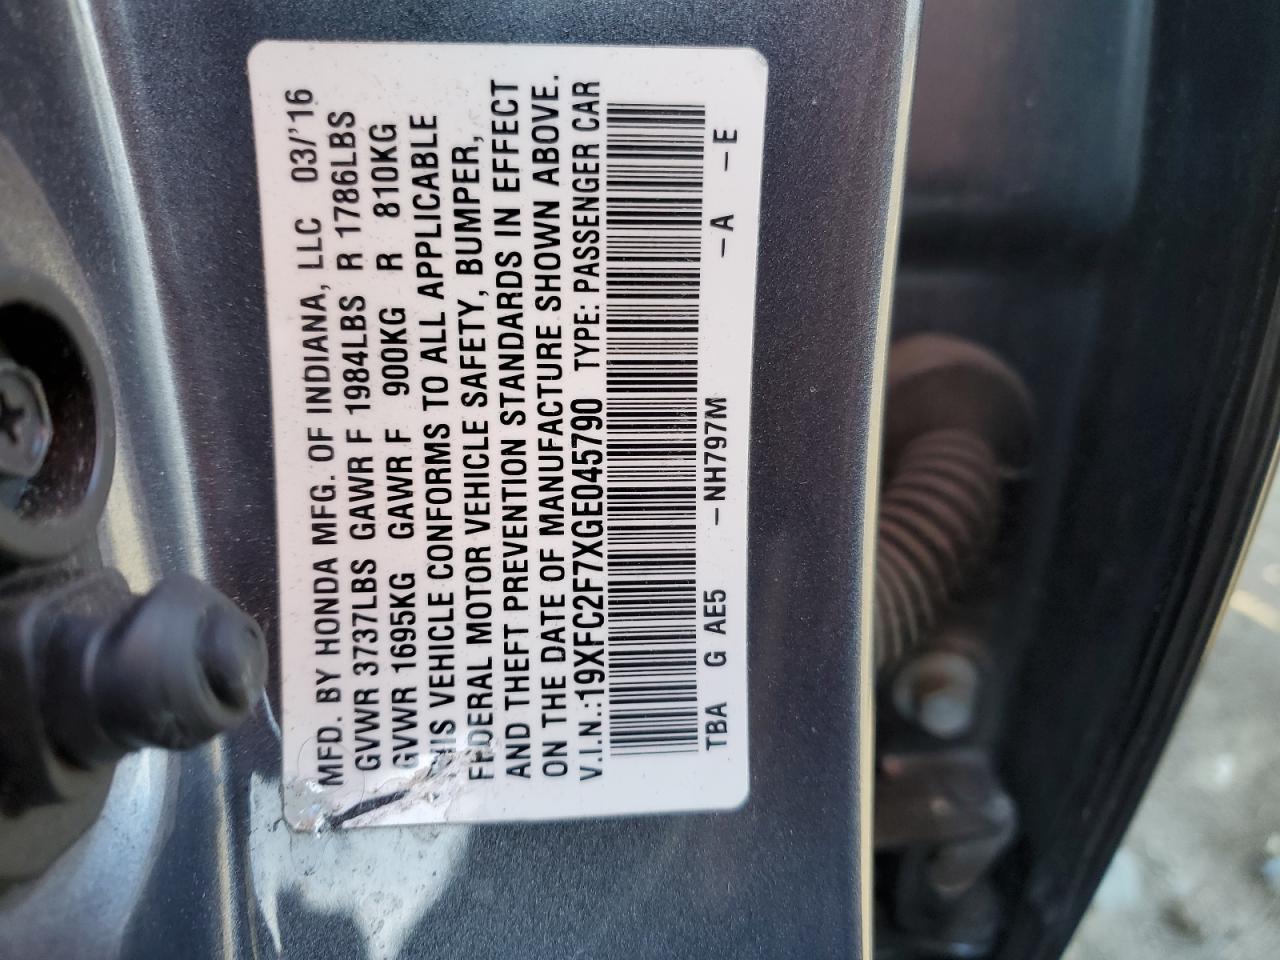 MFD. BY HONDA MFG. OF INDIANA, LLC 03/'16
GVWR 3737LBS GAWR F 1984LBS R 1786LBS
GVWR 1695KG GAWR F 900KG R 810KG
THIS VEHICLE CONFORMS TO ALL APPLICABLE
FEDERAL MOTOR VEHICLE SAFETY, BUMPER,
AND THEFT PREVENTION STANDARDS IN EFFECT
ON THE DATE OF MANUFACTURE SHOWN ABOVE.
V.I.N.:19XFC2F7XGE045790 TYPE: PASSENGER CAR
TBA G AE5 –NH797M –A –E